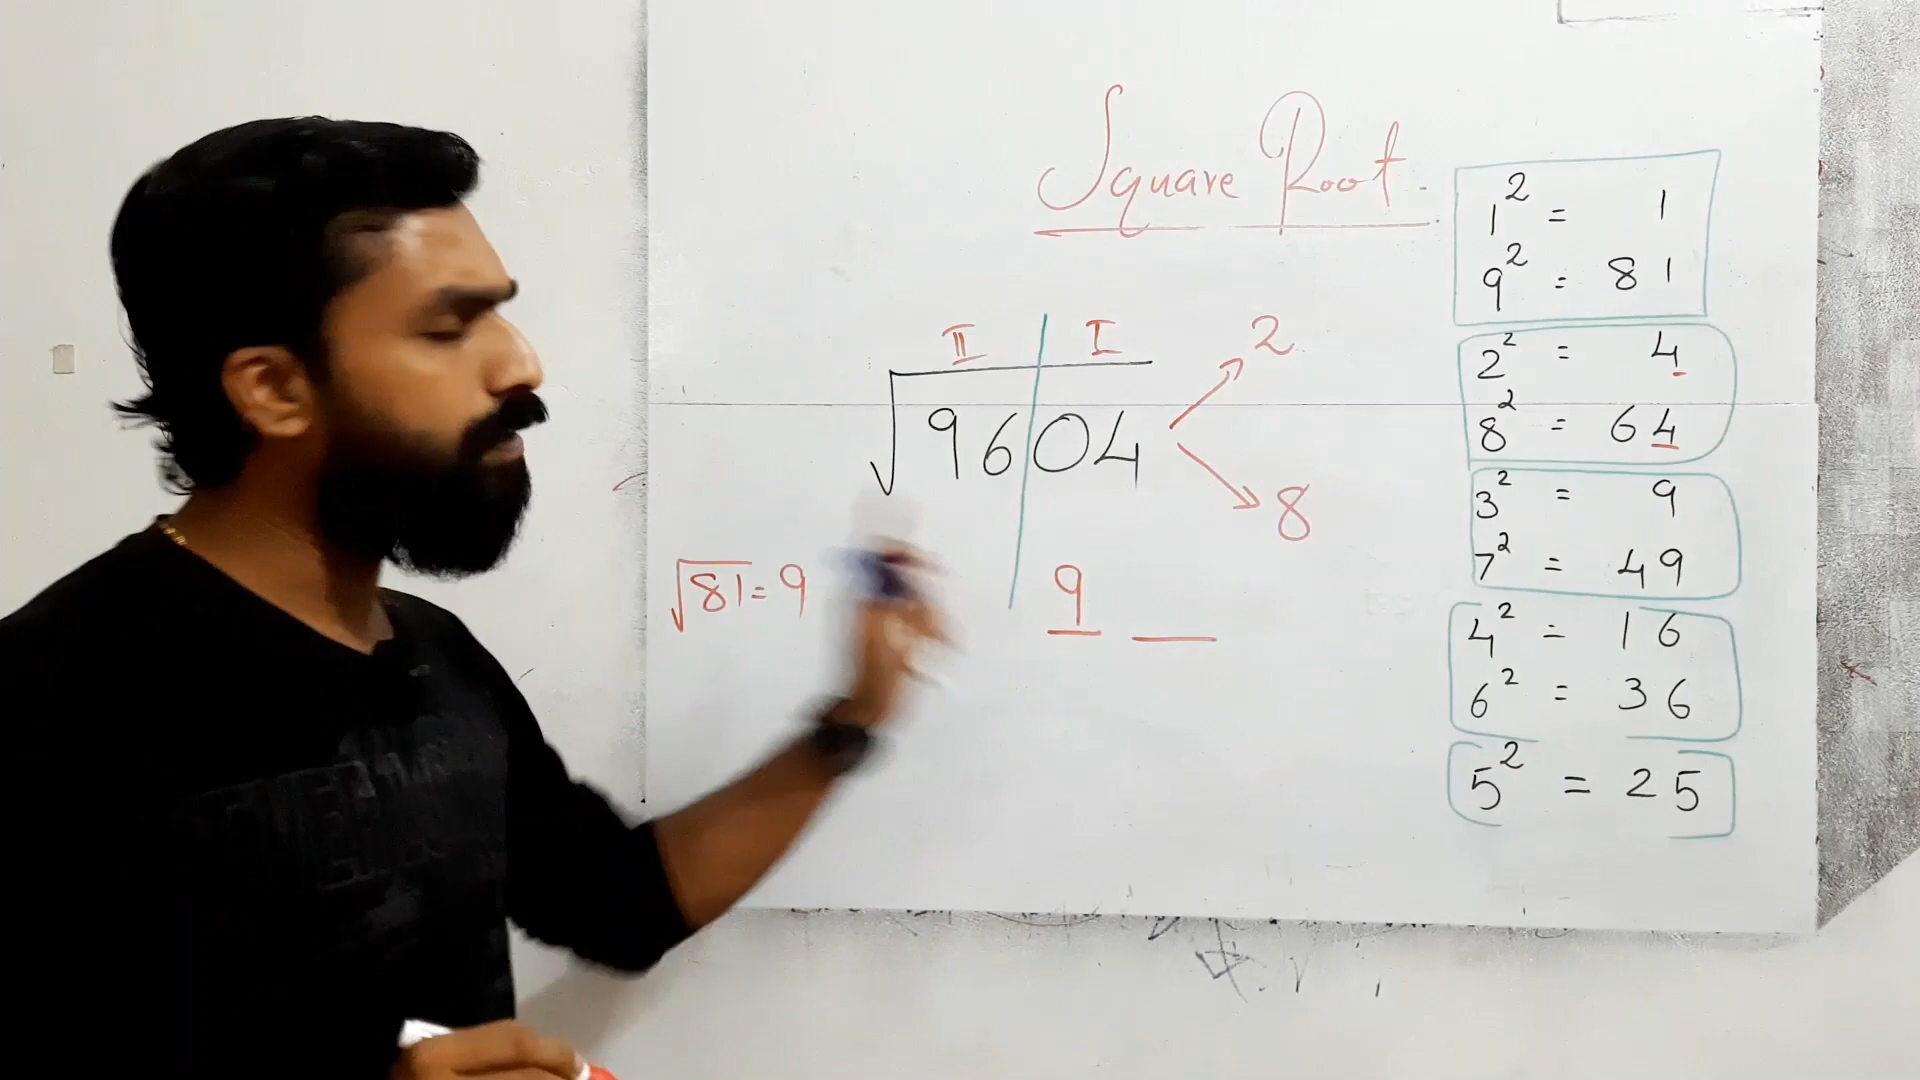 Square Root.
II I
√9604
2
8
√81 = 9
9 __
1² = 1
9² = 81
2² = 4
8² = 64
3² = 9
7² = 49
4² = 16
6² = 36
5² = 25